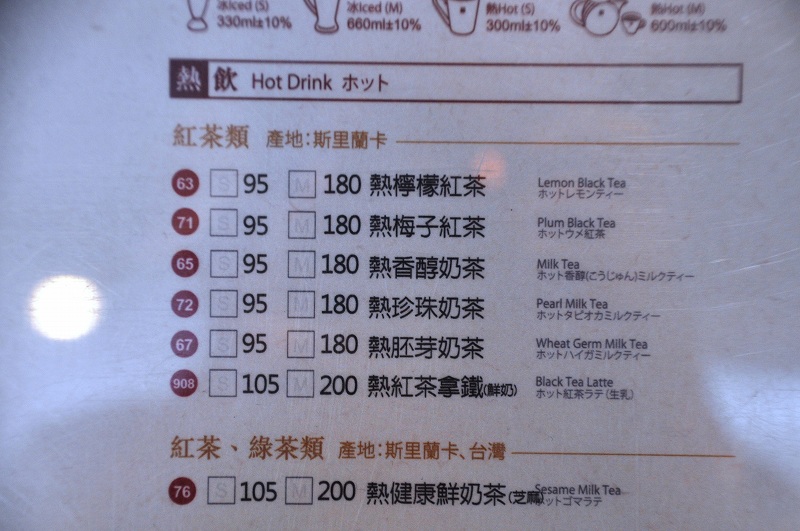 冰Iced (S) 冰Iced (M) 熱Hot (S) 熱Hot (M)
330ml±10% 660ml±10% 300ml±10% 600ml±10%
熱飲 Hot Drink ホット
紅茶類 產地:斯里蘭卡
63 S 95 M 180 熱檸檬紅茶 Lemon Black Tea
ホットレモンティー
71 S 95 M 180 熱梅子紅茶 Plum Black Tea
ホットウメ紅茶
65 S 95 M 180 熱香醇奶茶 Milk Tea
ホット香醇(こうじゅん)ミルクティー
72 S 95 M 180 熱珍珠奶茶 Pearl Milk Tea
ホットタピオカミルクティー
67 S 95 M 180 熱胚芽奶茶 Wheat Germ Milk Tea
ホットハイガミルクティー
908 S 105 M 200 熱紅茶拿鐵(鮮奶) Black Tea Latte
ホット紅茶ラテ(生乳)
紅茶、綠茶類 產地:斯里蘭卡、台灣
76 S 105 M 200 熱健康鮮奶茶(芝麻) Sesame Milk Tea
ホットゴマラテ